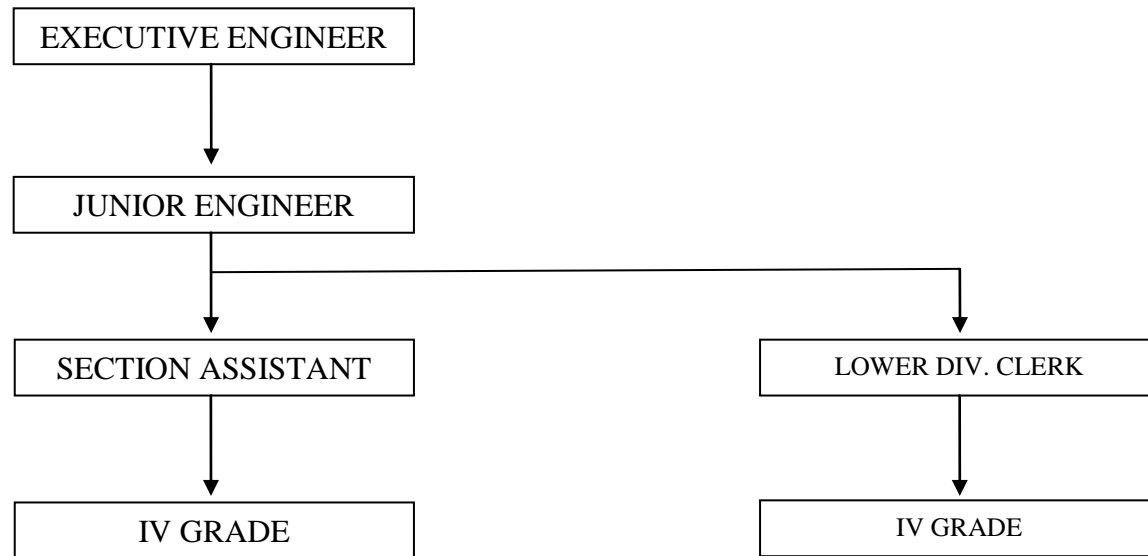 EXECUTIVE ENGINEER
JUNIOR ENGINEER
SECTION ASSISTANT
LOWER DIV. CLERK
IV GRADE
IV GRADE